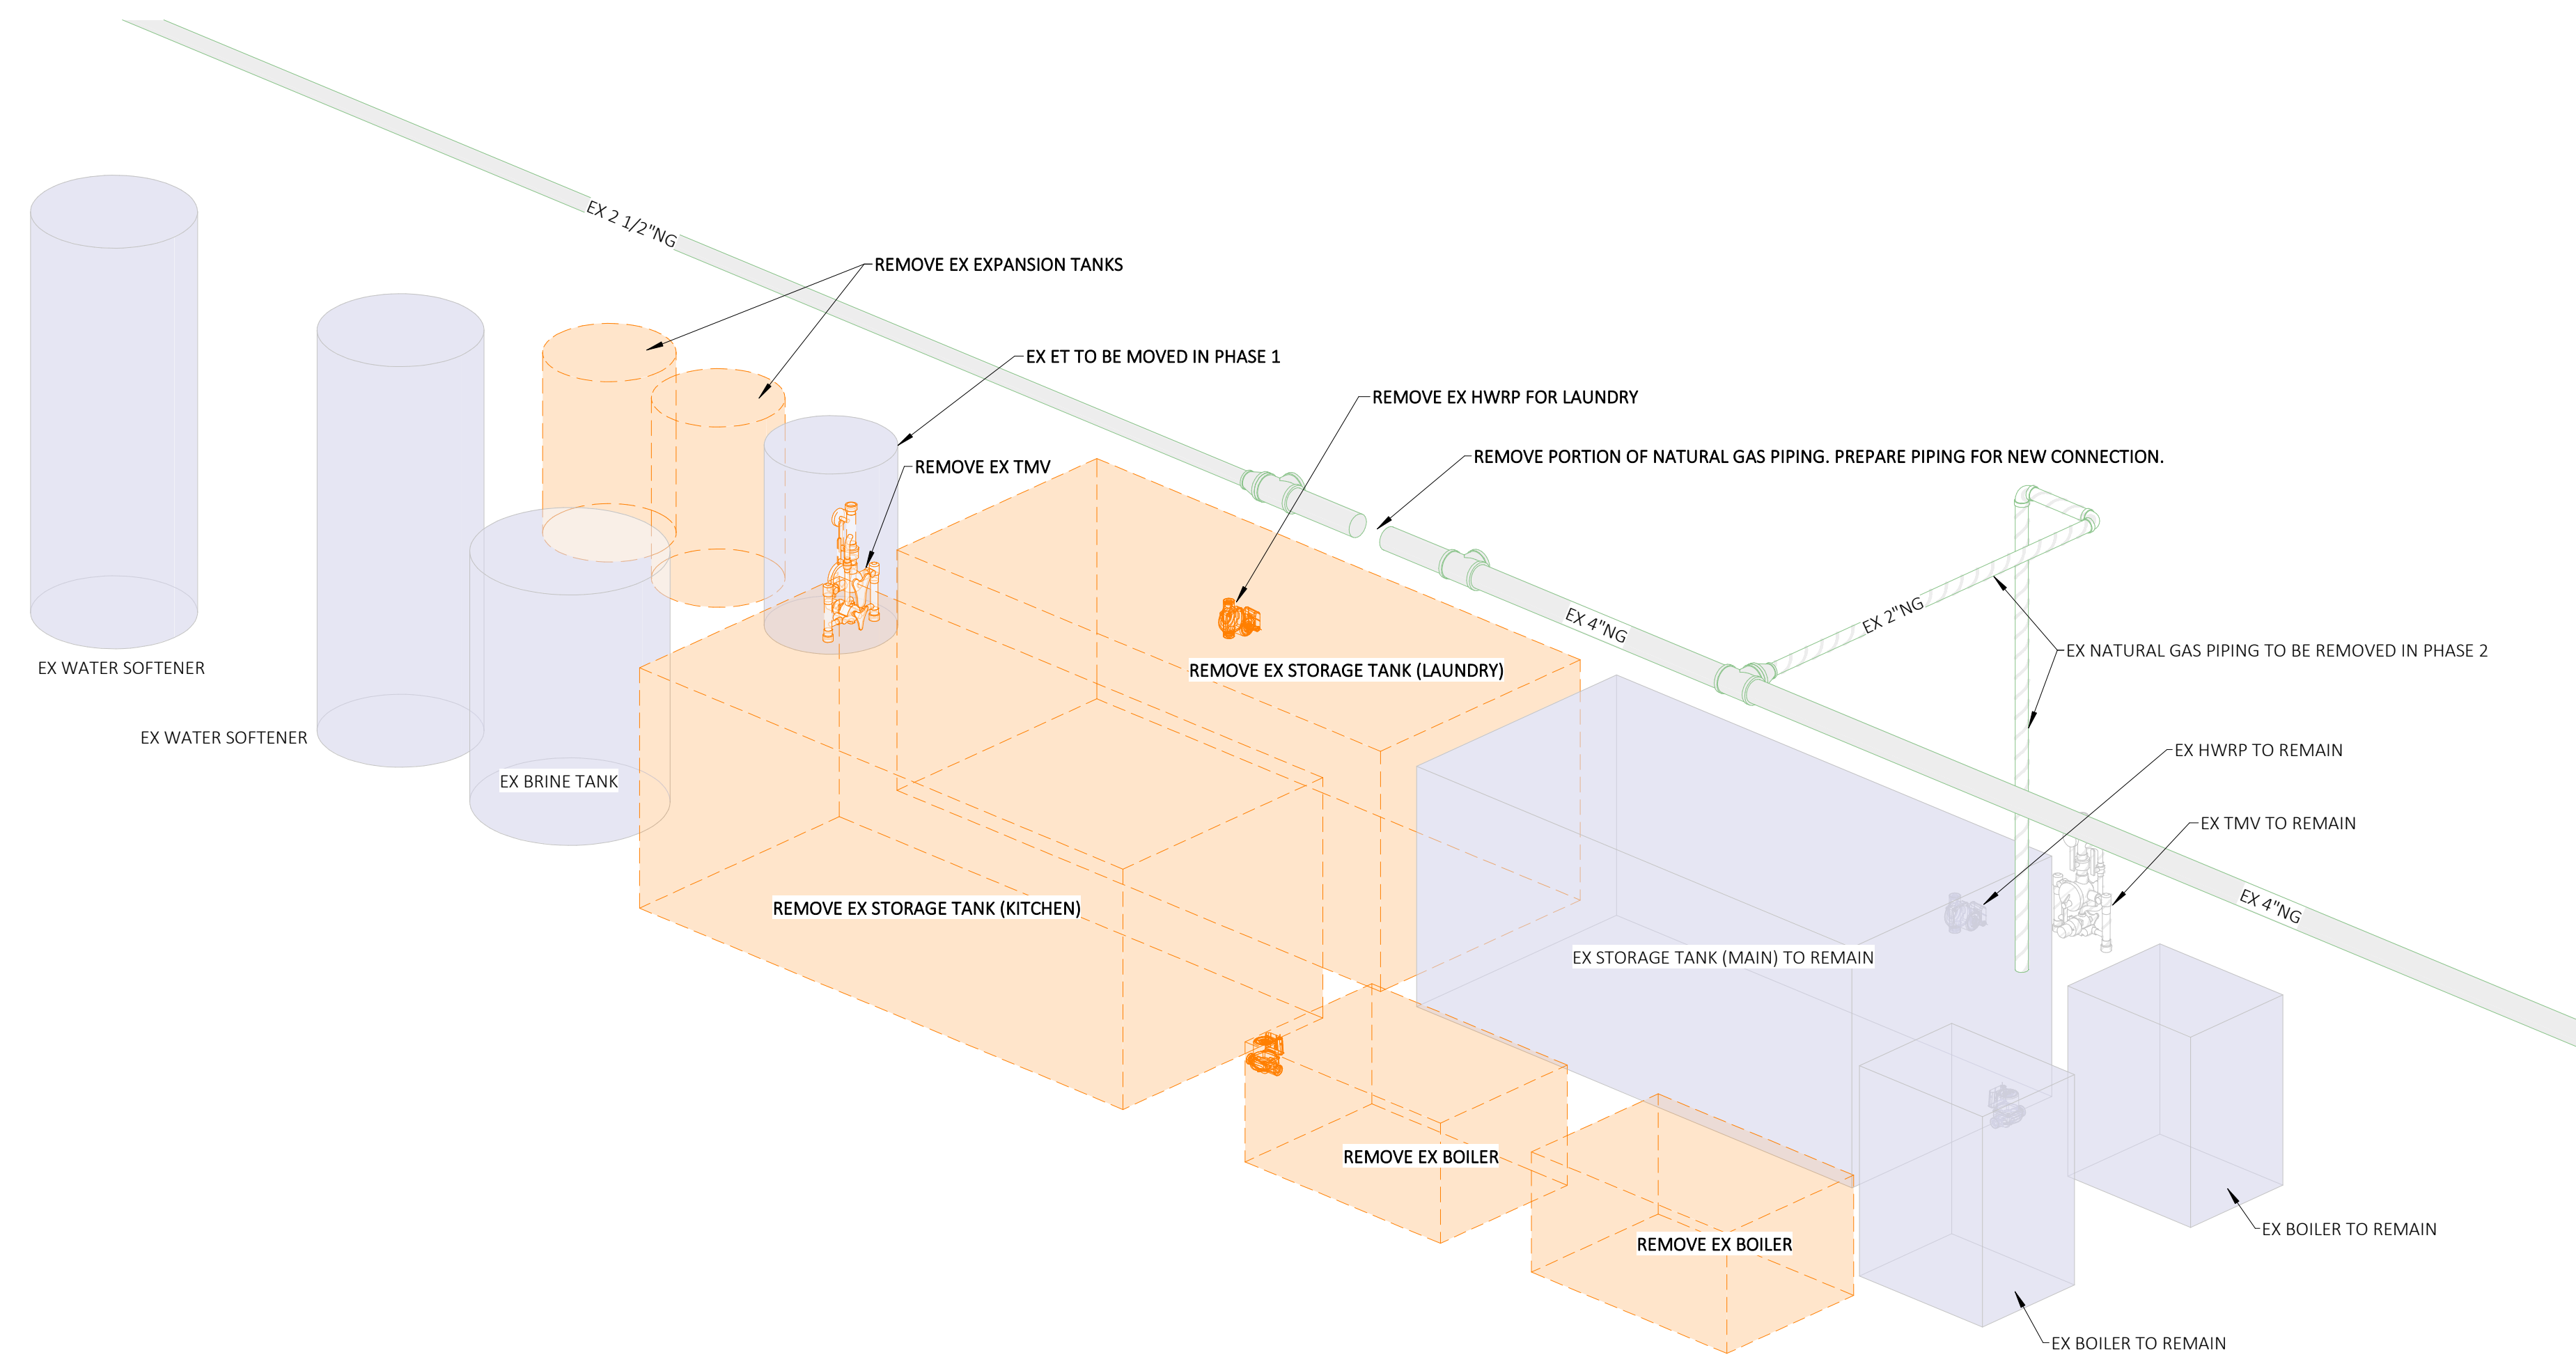 EX 2 1/2"NG
REMOVE EX EXPANSION TANKS
EX ET TO BE MOVED IN PHASE 1
REMOVE EX HWRP FOR LAUNDRY
REMOVE PORTION OF NATURAL GAS PIPING. PREPARE PIPING FOR NEW CONNECTION.
REMOVE EX TMV
EX 4"NG
EX 2"NG
EX NATURAL GAS PIPING TO BE REMOVED IN PHASE 2
EX WATER SOFTENER
REMOVE EX STORAGE TANK (LAUNDRY)
EX WATER SOFTENER
EX HWRP TO REMAIN
EX BRINE TANK
EX TMV TO REMAIN
REMOVE EX STORAGE TANK (KITCHEN)
EX 4"NG
EX STORAGE TANK (MAIN) TO REMAIN
REMOVE EX BOILER
EX BOILER TO REMAIN
REMOVE EX BOILER
EX BOILER TO REMAIN